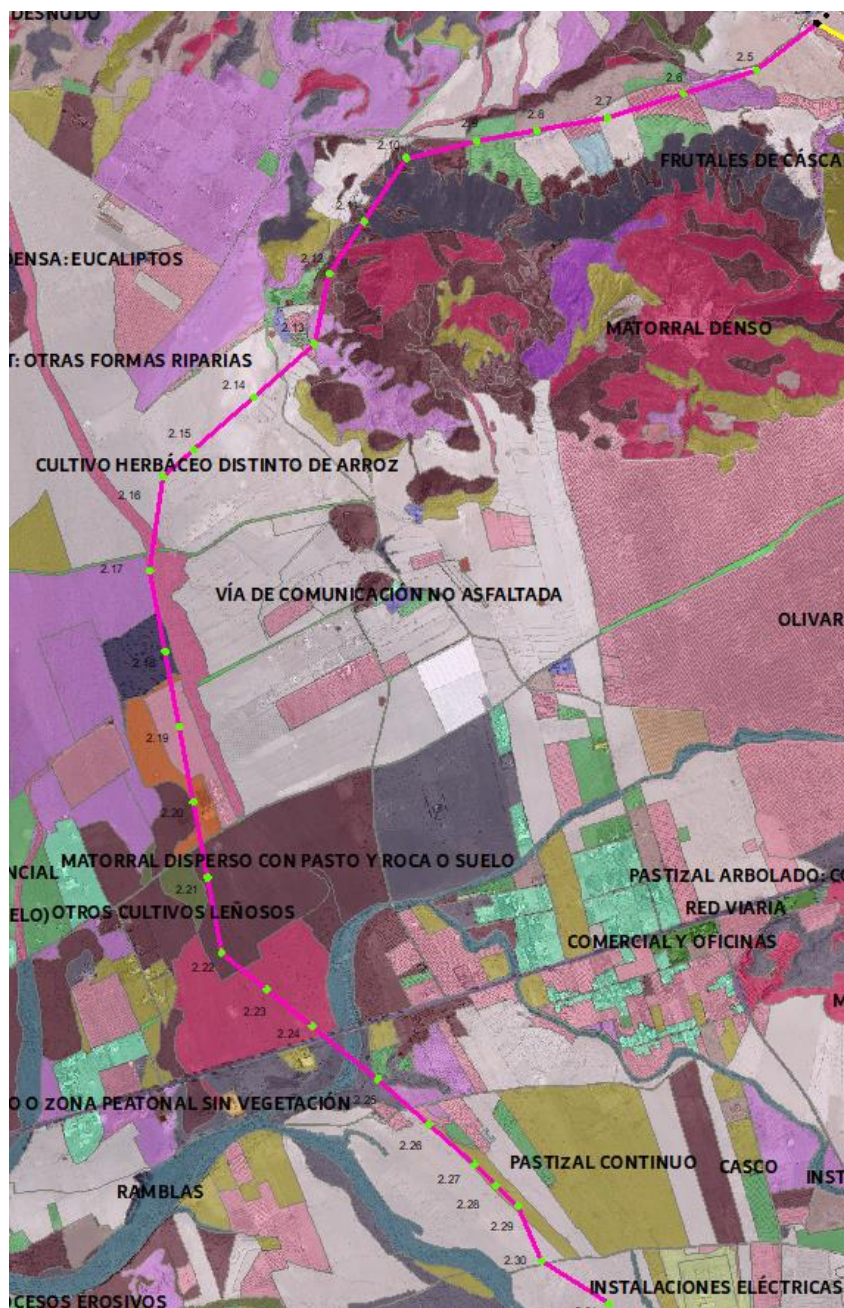 DESNUDO
2.5
2.6
2.7
2.8
2.9
2.10
FRUTALES DE CÁSCA
2.12
ENSA: EUCALIPTOS
2.13
MATORRAL DENSO
T: OTRAS FORMAS RIPARIAS
2.14
2.15
CULTIVO HERBÁCEO DISTINTO DE ARROZ
2.16
2.17
VÍA DE COMUNICACIÓN NO ASFALTADA
OLIVAR
2.18
2.19
2.20
MATORRAL DISPERSO CON PASTO Y ROCA O SUELO
NCIAL
PASTIZAL ARBOLADO: CO
2.21
ELO) OTROS CULTIVOS LEÑOSOS
RED VIARIA
COMERCIAL Y OFICINAS
2.22
2.23
M
2.24
2.25
O O ZONA PEATONAL SIN VEGETACIÓN
2.26
PASTIZAL CONTINUO
CASCO
2.27
INST
RAMBLAS
2.28
2.29
2.30
INSTALACIONES ELÉCTRICAS
OCESOS EROSIVOS